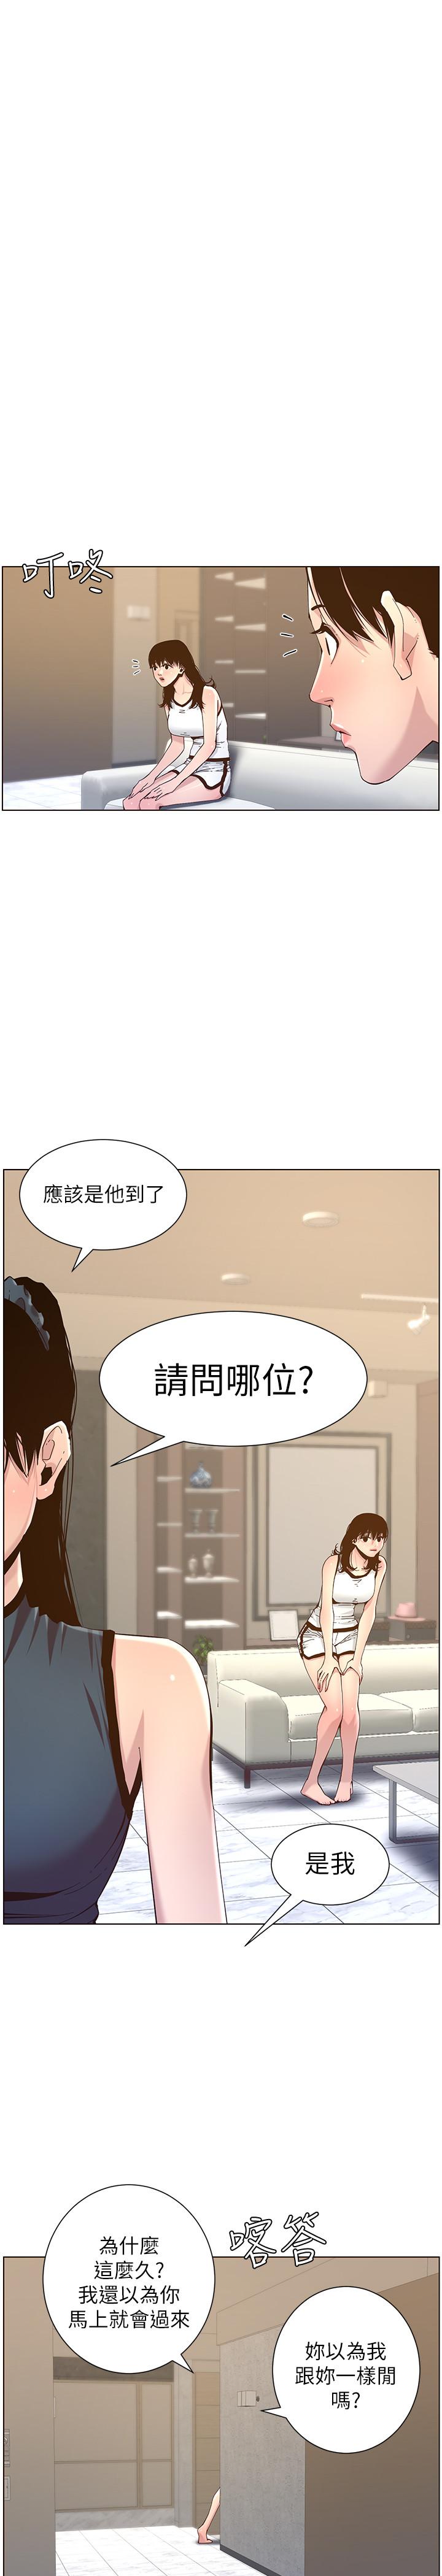 叮咚
應該是他到了
請問哪位?
是我
為什麼
這麼久?
我還以為你
馬上就會過來
喀答
妳以為我
跟妳一樣閒
嗎?